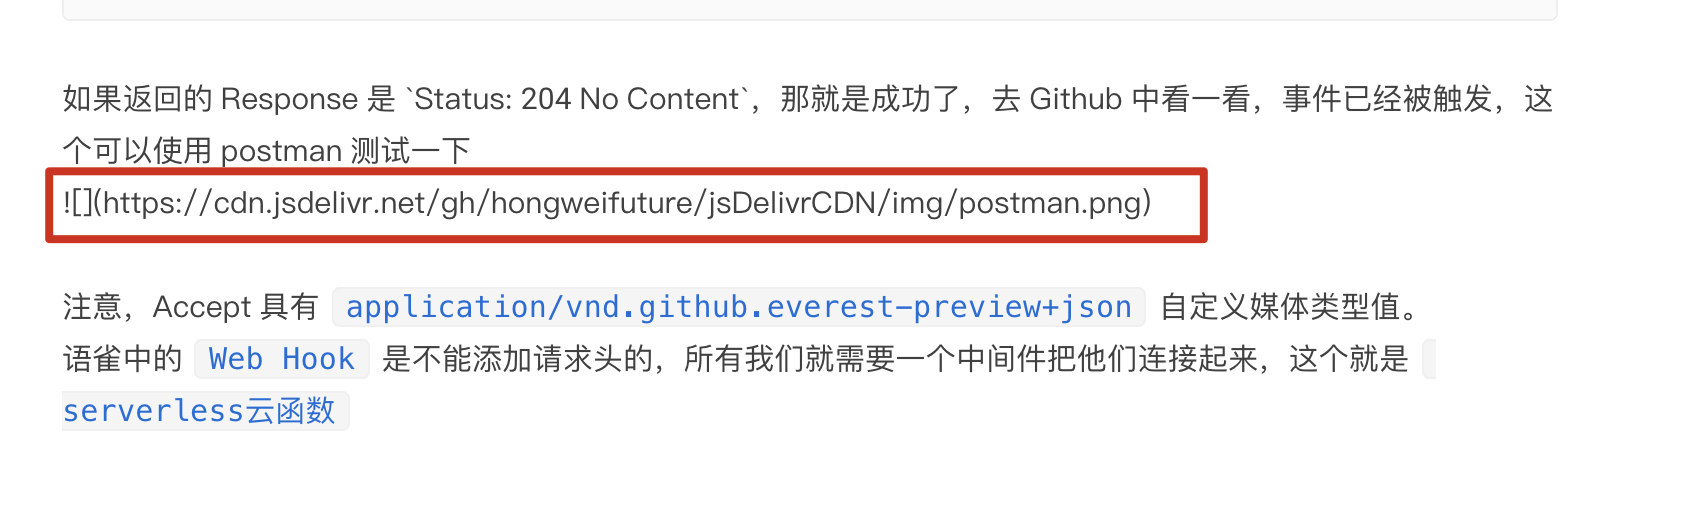 如果返回的 Response 是 `Status: 204 No Content`，那就是成功了，去 Github 中看一看，事件已经被触发，这
个可以使用 postman 测试一下
![](https://cdn.jsdelivr.net/gh/hongweifuture/jsDelivrCDN/img/postman.png)
注意，Accept 具有 application/vnd.github.everest-preview+json 自定义媒体类型值。
语雀中的 Web Hook 是不能添加请求头的，所有我们就需要一个中间件把他们连接起来，这个就是
serverless云函数